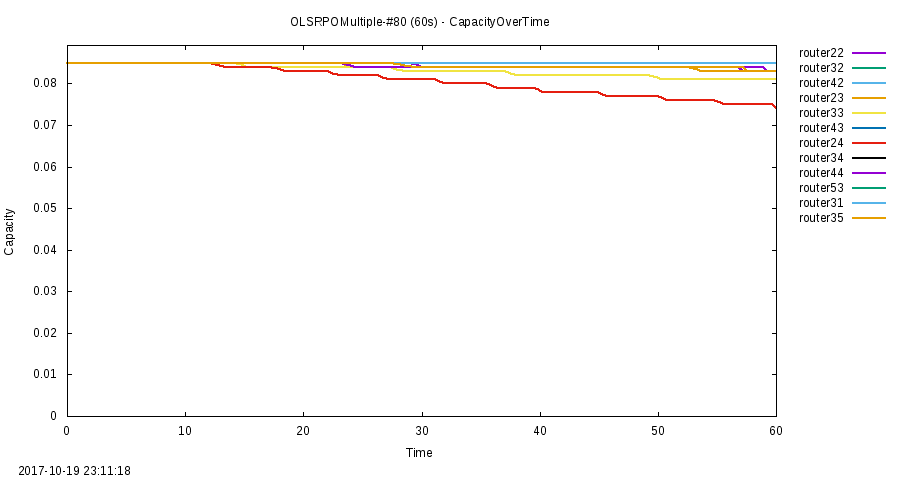 OLSRPOMultiple-#80 (60s) - CapacityOverTime
router22
router32
router42
router23
router33
router43
router24
router34
router44
router53
router31
router35
0.08
0.07
0.06
0.05
0.04
0.03
0.02
0.01
0
Capacity
0 10 20 30 40 50 60
Time
2017-10-19 23:11:18